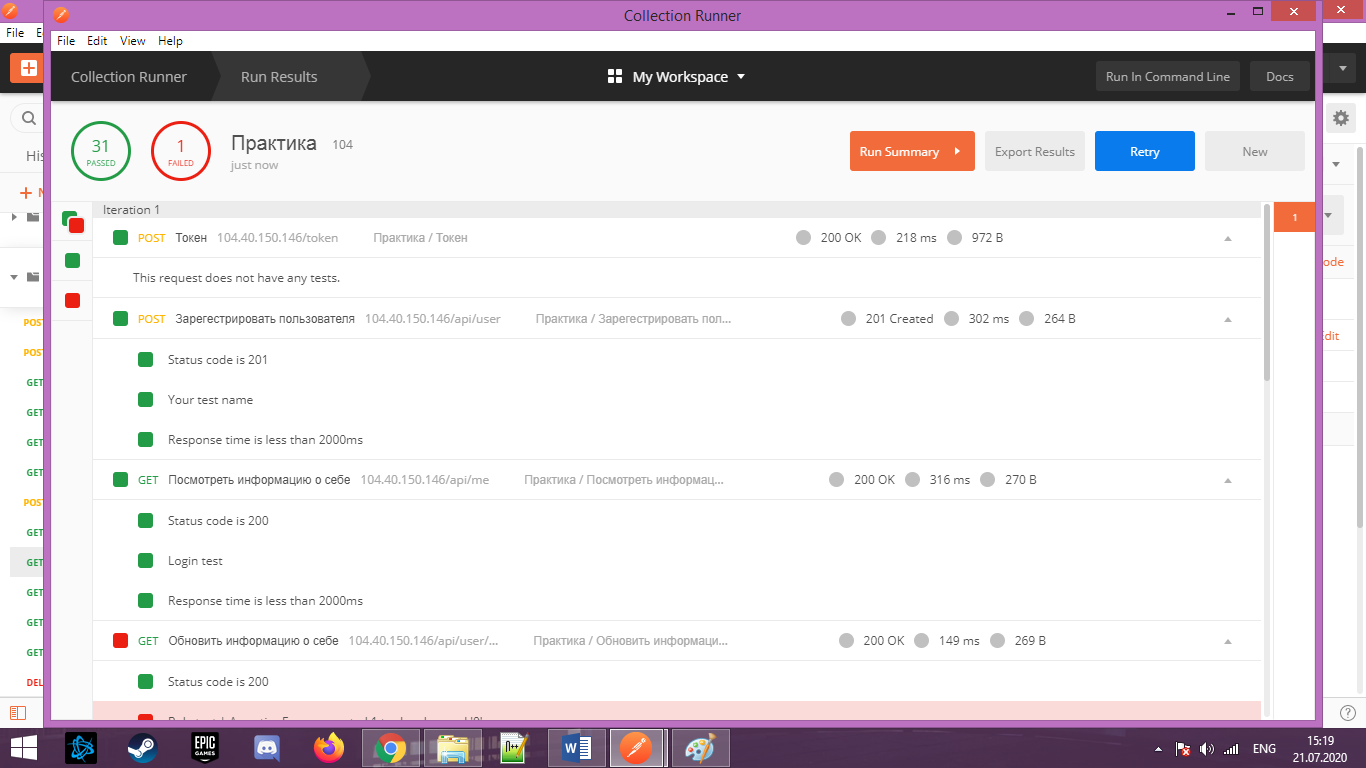 Collection Runner
File
File Edit View Help
Collection Runner Run Results My Workspace Run In Command Line Docs
31 PASSED
1 FAILED
Практика 104
just now
Run Summary Export Results Retry New
His
Iteration 1
1
POST Токен 104.40.150.146/token Практика / Токен 200 OK 218 ms 972 B
This request does not have any tests.
POST Зарегестрировать пользователя 104.40.150.146/api/user Практика / Зарегестрировать пол... 201 Created 302 ms 264 B
Status code is 201
Your test name
Response time is less than 2000ms
GET Посмотреть информацию о себе 104.40.150.146/api/me Практика / Посмотреть информац... 200 OK 316 ms 270 B
Status code is 200
Login test
Response time is less than 2000ms
GET Обновить информацию о себе 104.40.150.146/api/user/... Практика / Обновить информаци... 200 OK 149 ms 269 B
Status code is 200
POS
POS
GET
GET
GET
GET
POS
GET
GET
GET
GET
GET
DEL
ode
dit
EPIC GAMES
ENG
15:19
21.07.2020